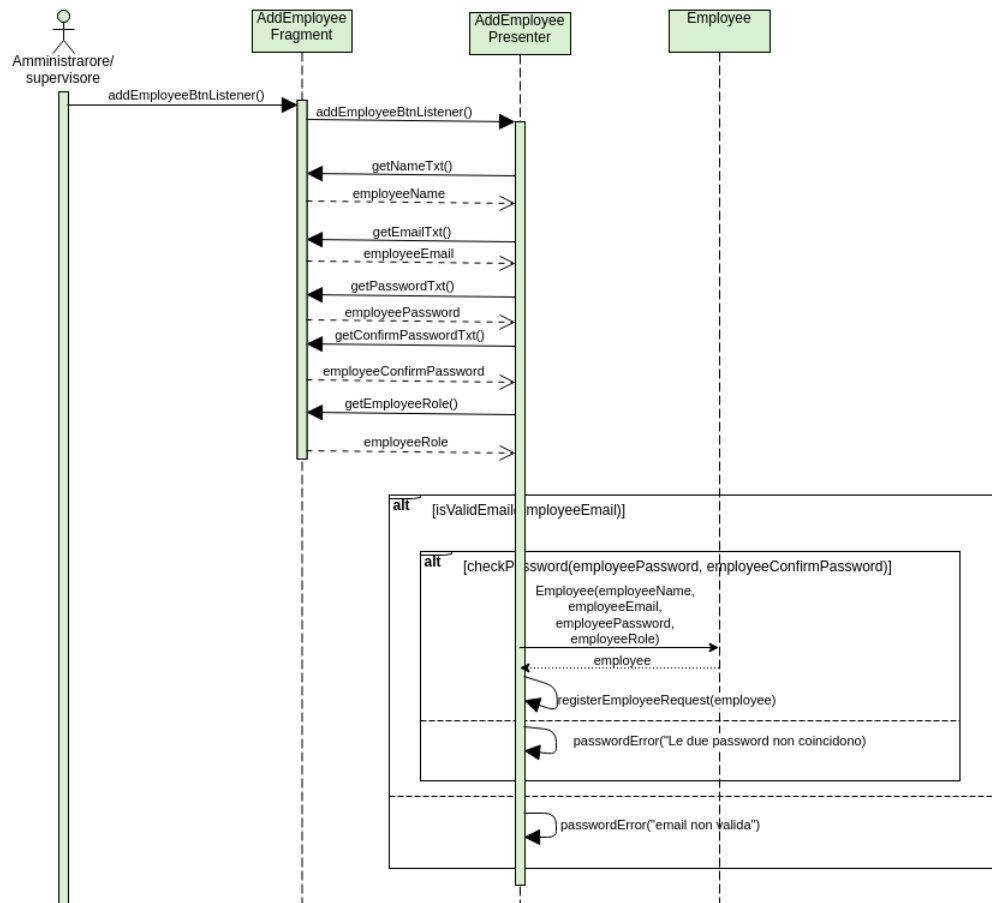 AddEmployee
Fragment
AddEmployee
Presenter
Employee
Amministrarore/
supervisore
addEmployeeBtnListener()
addEmployeeBtnListener()
getNameTxt()
employeeName
getEmailTxt()
employeeEmail
getPasswordTxt()
employeePassword
getConfirmPasswordTxt()
employeeConfirmPassword
getEmployeeRole()
employeeRole
alt
[isValidEmail(employeeEmail)]
alt
[checkPassword(employeePassword, employeeConfirmPassword)]
Employee(employeeName,
employeeEmail,
employeePassword,
employeeRole)
employee
registerEmployeeRequest(employee)
passwordError("Le due password non coincidono)
passwordError("email non valida")